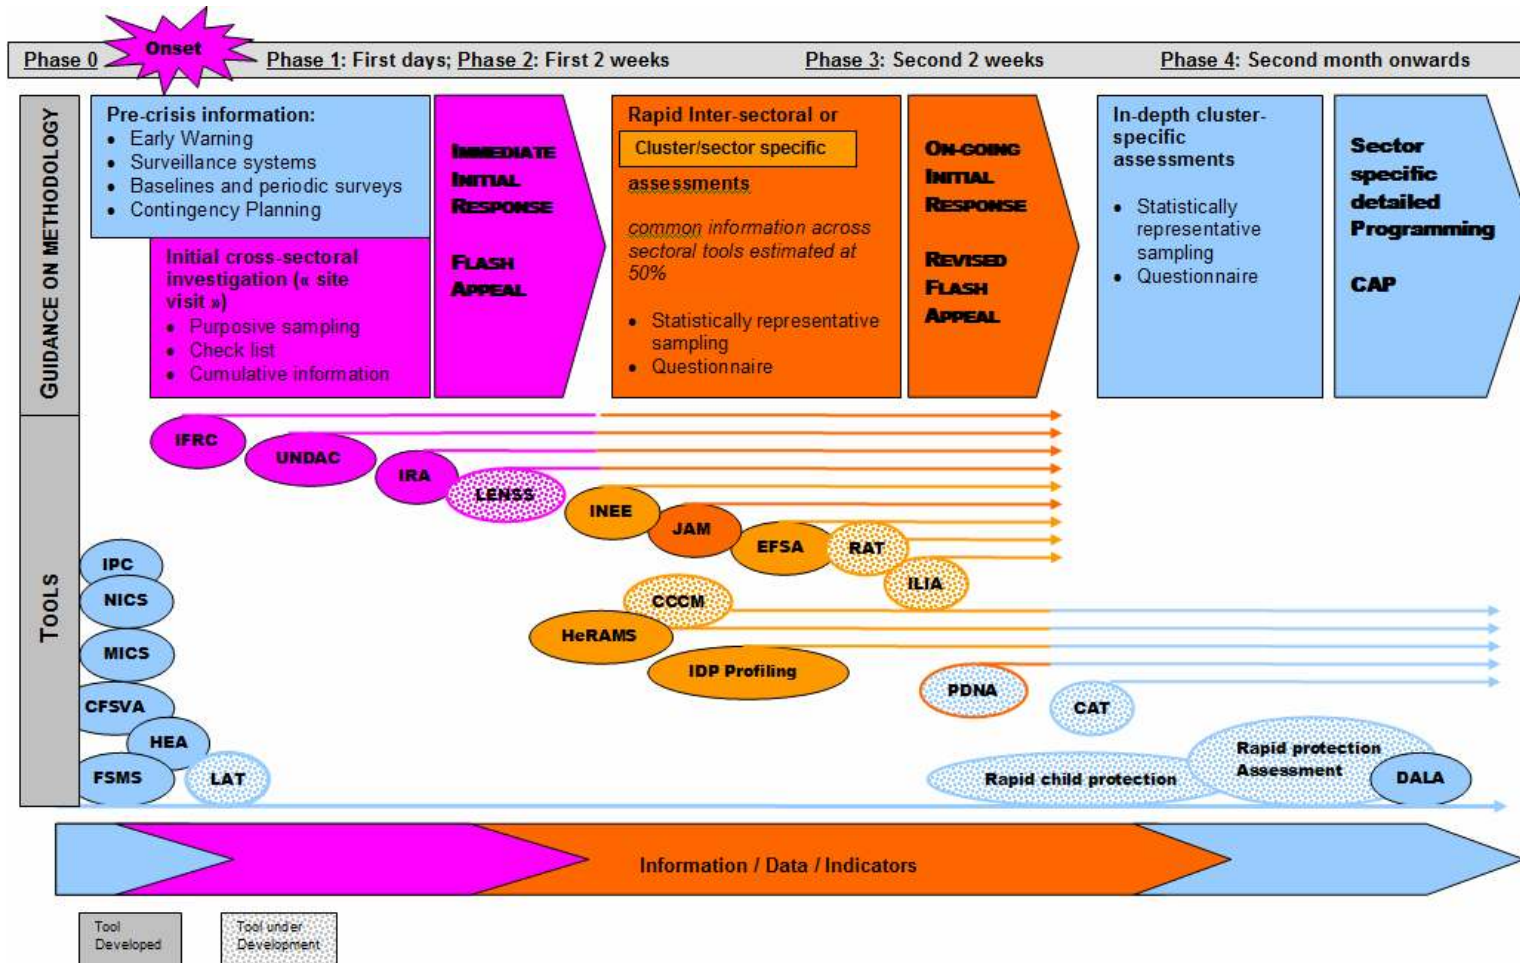 Phase 0
Onset
Phase 1: First days; Phase 2: First 2 weeks
Phase 3: Second 2 weeks
Phase 4: Second month onwards
GUIDANCE ON METHODOLOGY
Pre-crisis information:
• Early Warning
• Surveillance systems
• Baselines and periodic surveys
• Contingency Planning
Initial cross-sectoral
investigation (« site
visit »)
• Purposive sampling
• Check list
• Cumulative information
IMMEDIATE
INITIAL
RESPONSE
FLASH
APPEAL
Rapid Inter-sectoral or
Cluster/sector specific
assessments
common information across
sectoral tools estimated at
50%
• Statistically representative
sampling
• Questionnaire
ON-GOING
INITIAL
RESPONSE
REVISED
FLASH
APPEAL
In-depth cluster-
specific
assessments
• Statistically
representative
sampling
• Questionnaire
Sector
specific
detailed
Programming
CAP
TOOLS
IFRC
UNDAC
IRA
LENSS
INEE
JAM
EFSA
RAT
ILIA
IPC
NICS
MICS
CFSVA
HEA
FSMS
LAT
CCCM
HeRAMS
IDP Profiling
PDNA
CAT
Rapid child protection
Rapid protection
Assessment
DALA
Information / Data / Indicators
Tool
Developed
Tool under
Development